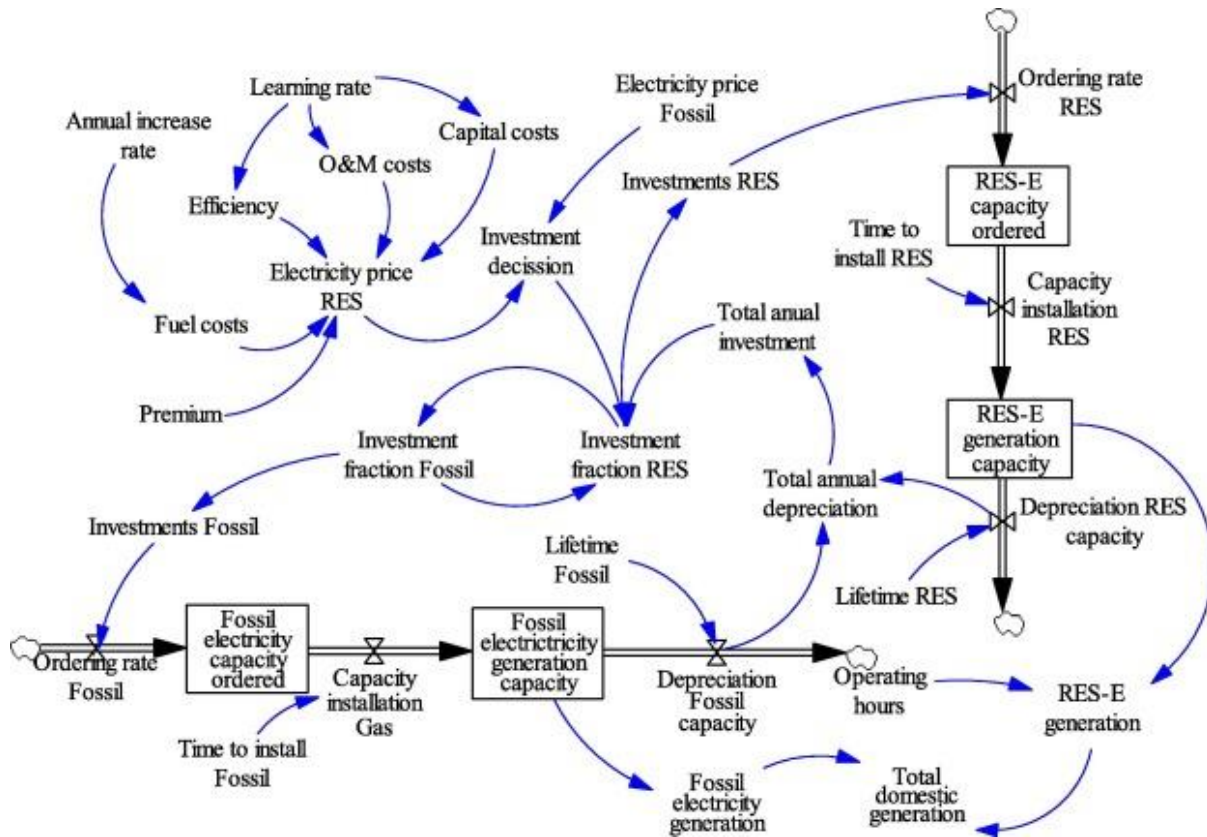 Learning rate
Annual increase
rate
Electricity price
Fossil
Ordering rate
RES
Capital costs
O&M costs
Efficiency
Investments RES
RES-E
capacity
ordered
Time to
install RES
Investment
decission
Electricity price
RES
Capacity
installation
RES
Fuel costs
Total anual
investment
Premium
RES-E
generation
capacity
Investment
fraction Fossil
Investment
fraction RES
Total annual
depreciation
Depreciation RES
capacity
Investments Fossil
Lifetime
Fossil
Lifetime RES
Ordering rate
Fossil
Fossil
electricity
capacity
ordered
Capacity
installation
Gas
Fossil
electrictricity
generation
capacity
Depreciation
Fossil
capacity
Operating
hours
RES-E
generation
Time to install
Fossil
Fossil
electricity
generation
Total
domestic
generation